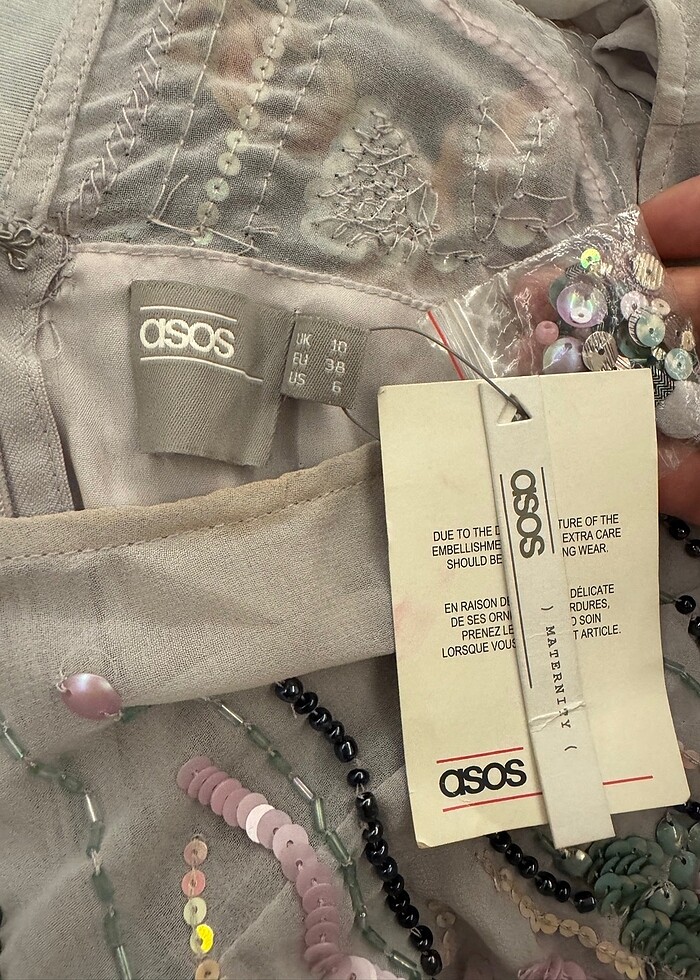 asos
UK 10
EU 38
US 6
asos
) MATERNITY (
DUE TO THE TURE OF THE
EMBELLISHME EXTRA CARE
SHOULD BE NG WEAR.
EN RAISON DE DÉLICATE
DE SES ORN RDURES,
PRENEZ LE SOIN
LORSQUE VOUS T ARTICLE.
asos